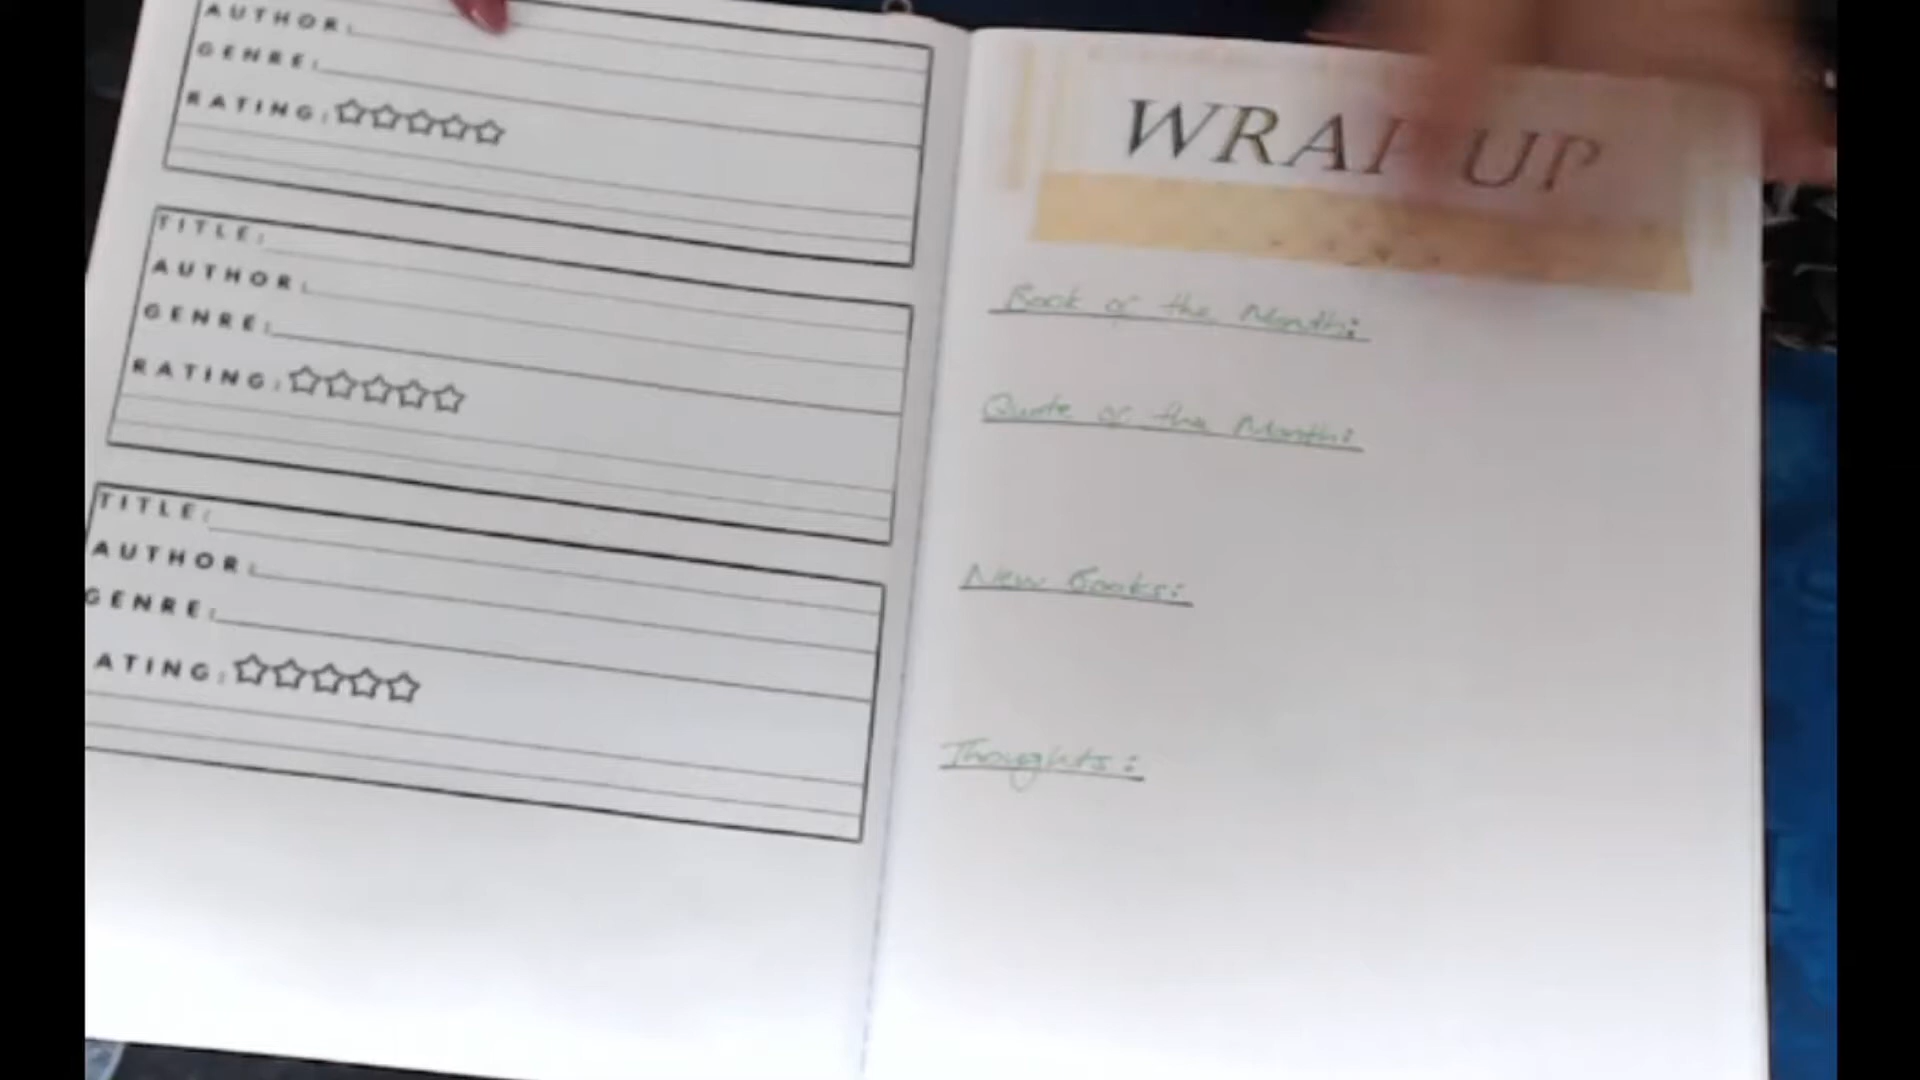 AUTHOR:
GENRE:
RATING:
TITLE:
AUTHOR:
GENRE:
RATING:
TITLE:
AUTHOR:
GENRE:
ATING:
WRAP UP
Book of the Month:
Quote of the Month:
New Books:
Thoughts: